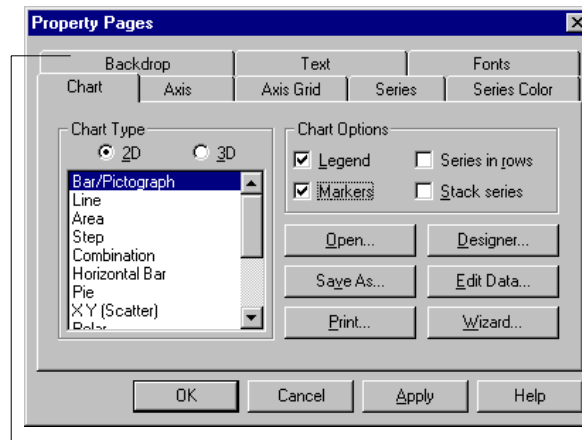 Property Pages
Backdrop Text Fonts
Chart Axis Axis Grid Series Series Color
Chart Type
2D 3D
Bar/Pictograph
Line
Area
Step
Combination
Horizontal Bar
Pie
X Y (Scatter)
Polar
Chart Options
Legend Series in rows
Markers Stack series
Open... Designer...
Save As... Edit Data...
Print... Wizard...
OK Cancel Apply Help